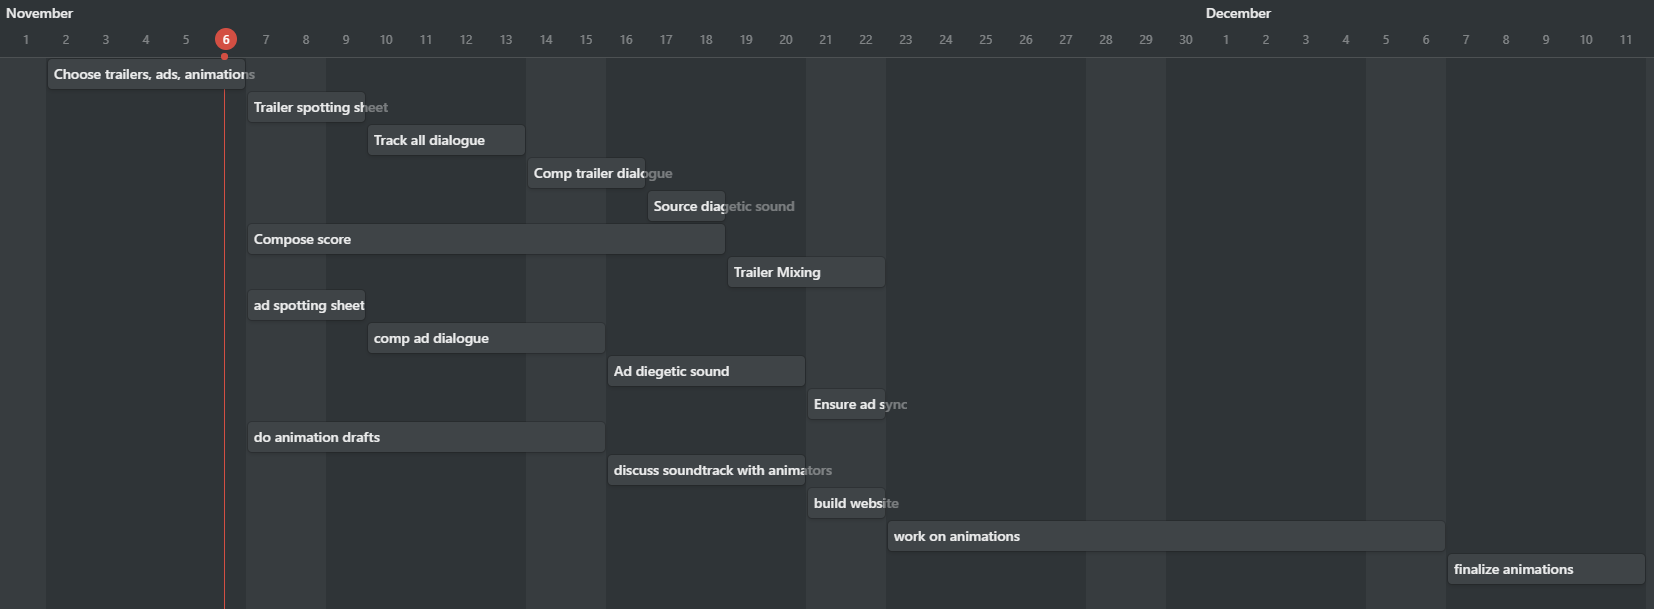 November December
1 2 3 4 5 6 7 8 9 10 11 12 13 14 15 16 17 18 19 20 21 22 23 24 25 26 27 28 29 30 1 2 3 4 5 6 7 8 9 10 11
Choose trailers, ads, animations
Trailer spotting sheet
Track all dialogue
Comp trailer dialogue
Source diagetic sound
Compose score
Trailer Mixing
ad spotting sheet
comp ad dialogue
Ad diegetic sound
Ensure ad sync
do animation drafts
discuss soundtrack with animators
build website
work on animations
finalize animations